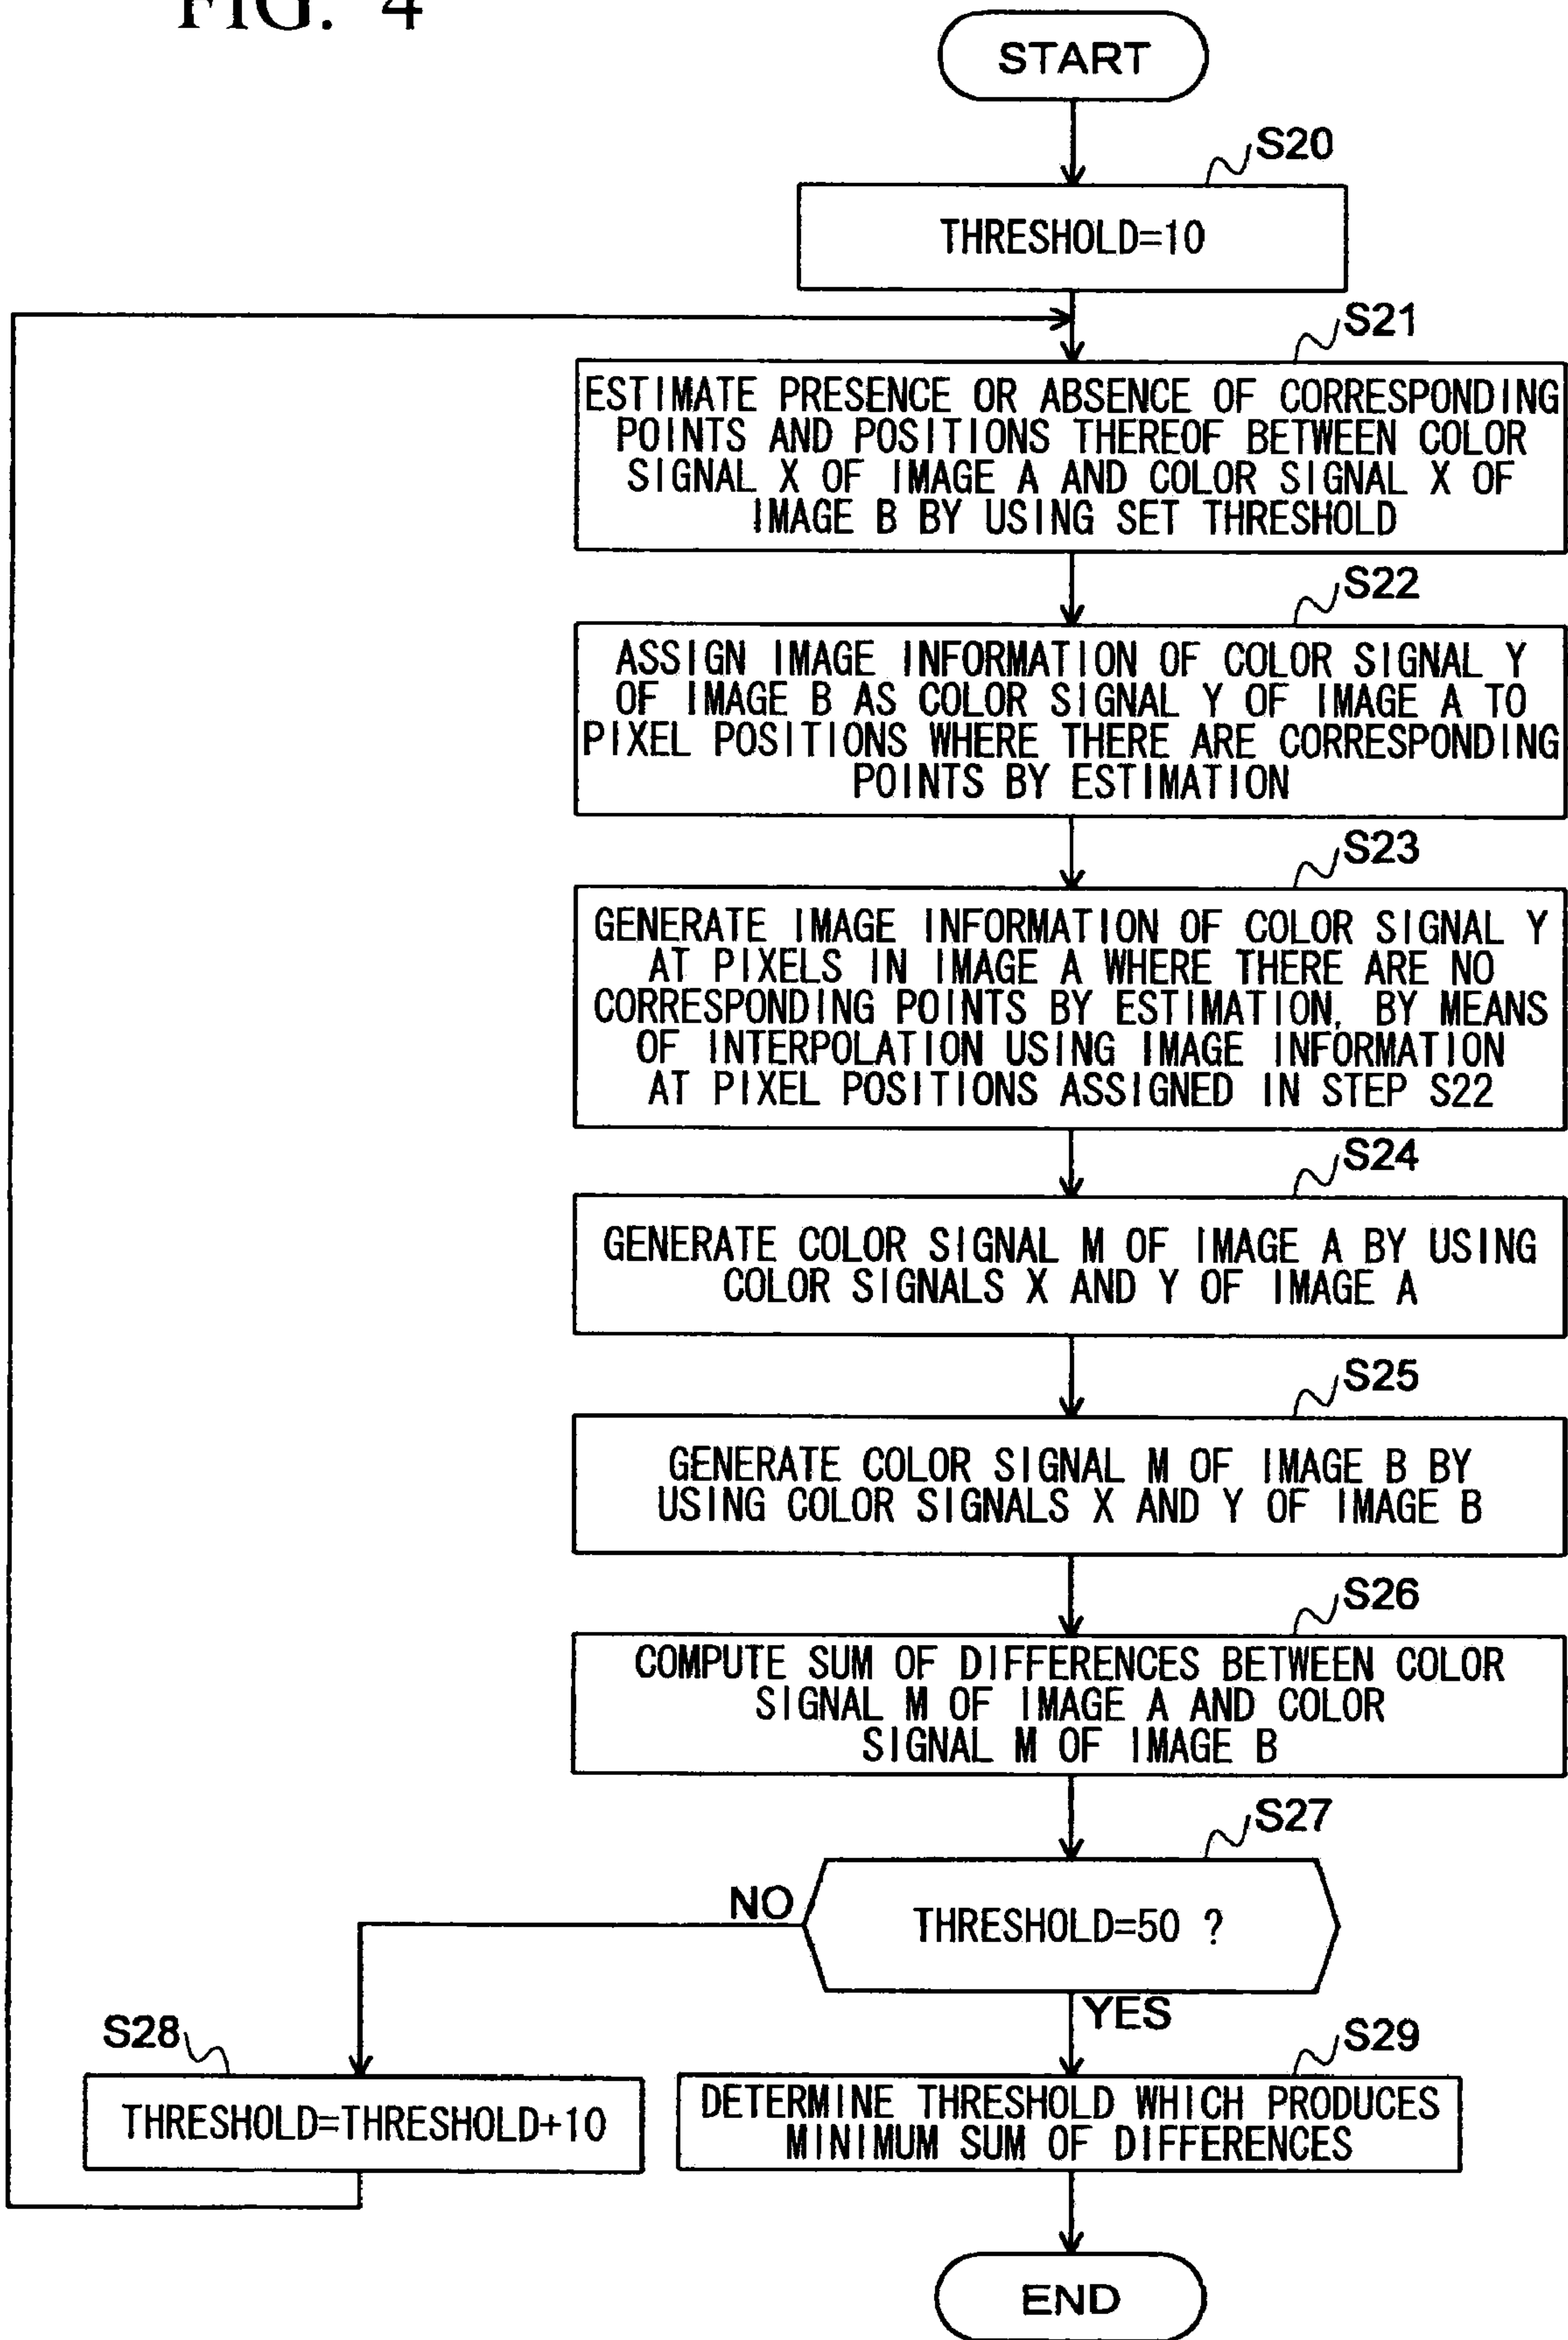 FIG. 4
START
S20
THRESHOLD=10
S21
ESTIMATE PRESENCE OR ABSENCE OF CORRESPONDING
POINTS AND POSITIONS THEREOF BETWEEN COLOR
SIGNAL X OF IMAGE A AND COLOR SIGNAL X OF
IMAGE B BY USING SET THRESHOLD
S22
ASSIGN IMAGE INFORMATION OF COLOR SIGNAL Y
OF IMAGE B AS COLOR SIGNAL Y OF IMAGE A TO
PIXEL POSITIONS WHERE THERE ARE CORRESPONDING
POINTS BY ESTIMATION
S23
GENERATE IMAGE INFORMATION OF COLOR SIGNAL Y
AT PIXELS IN IMAGE A WHERE THERE ARE NO
CORRESPONDING POINTS BY ESTIMATION, BY MEANS
OF INTERPOLATION USING IMAGE INFORMATION
AT PIXEL POSITIONS ASSIGNED IN STEP S22
S24
GENERATE COLOR SIGNAL M OF IMAGE A BY USING
COLOR SIGNALS X AND Y OF IMAGE A
S25
GENERATE COLOR SIGNAL M OF IMAGE B BY
USING COLOR SIGNALS X AND Y OF IMAGE B
S26
COMPUTE SUM OF DIFFERENCES BETWEEN COLOR
SIGNAL M OF IMAGE A AND COLOR
SIGNAL M OF IMAGE B
S27
THRESHOLD=50 ?
NO
YES
S28
THRESHOLD=THRESHOLD+10
S29
DETERMINE THRESHOLD WHICH PRODUCES
MINIMUM SUM OF DIFFERENCES
END